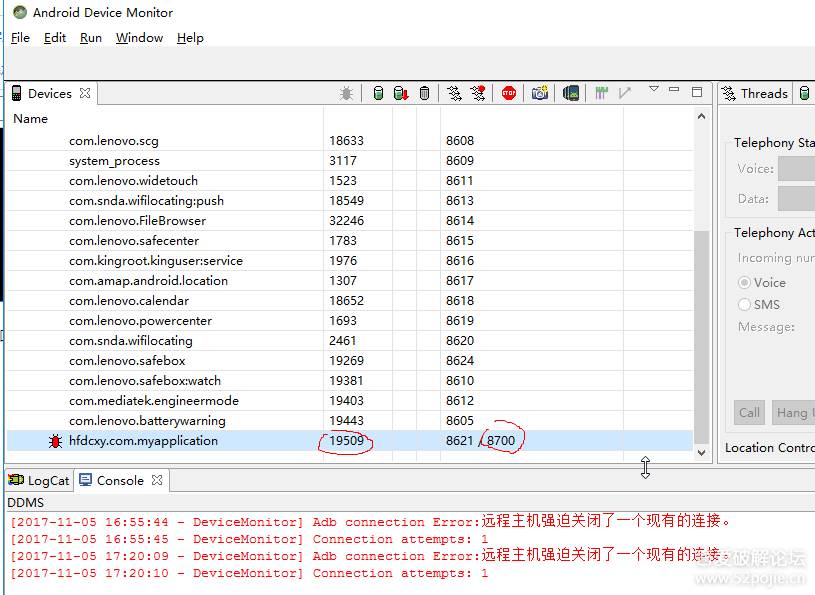 Android Device Monitor
File Edit Run Window Help
Devices
Threads
Name
com.lenovo.scg 18633 8608
system_process 3117 8609
com.lenovo.widetouch 1523 8611
com.snda.wifilocating:push 18549 8613
com.lenovo.FileBrowser 32246 8614
com.lenovo.safecenter 1783 8615
com.kingroot.kinguser:service 1976 8616
com.amap.android.location 1307 8617
com.lenovo.calendar 18652 8618
com.lenovo.powercenter 1693 8619
com.snda.wifilocating 2461 8620
com.lenovo.safebox 19269 8624
com.lenovo.safebox:watch 19381 8610
com.mediatek.engineermode 19403 8612
com.lenovo.batterywarning 19443 8605
hfdcxy.com.myapplication 19509 8621 / 8700
Telephony Sta
Voice:
Data:
Telephony Act
Incoming num
Voice
SMS
Message:
Call Hang U
Location Contro
LogCat Console
DDMS
[2017-11-05 16:55:44 - DeviceMonitor] Adb connection Error:远程主机强迫关闭了一个现有的连接。
[2017-11-05 16:55:45 - DeviceMonitor] Connection attempts: 1
[2017-11-05 17:20:09 - DeviceMonitor] Adb connection Error:远程主机强迫关闭了一个现有的连接。
[2017-11-05 17:20:10 - DeviceMonitor] Connection attempts: 1
吾爱破解论坛
www.52pojie.cn